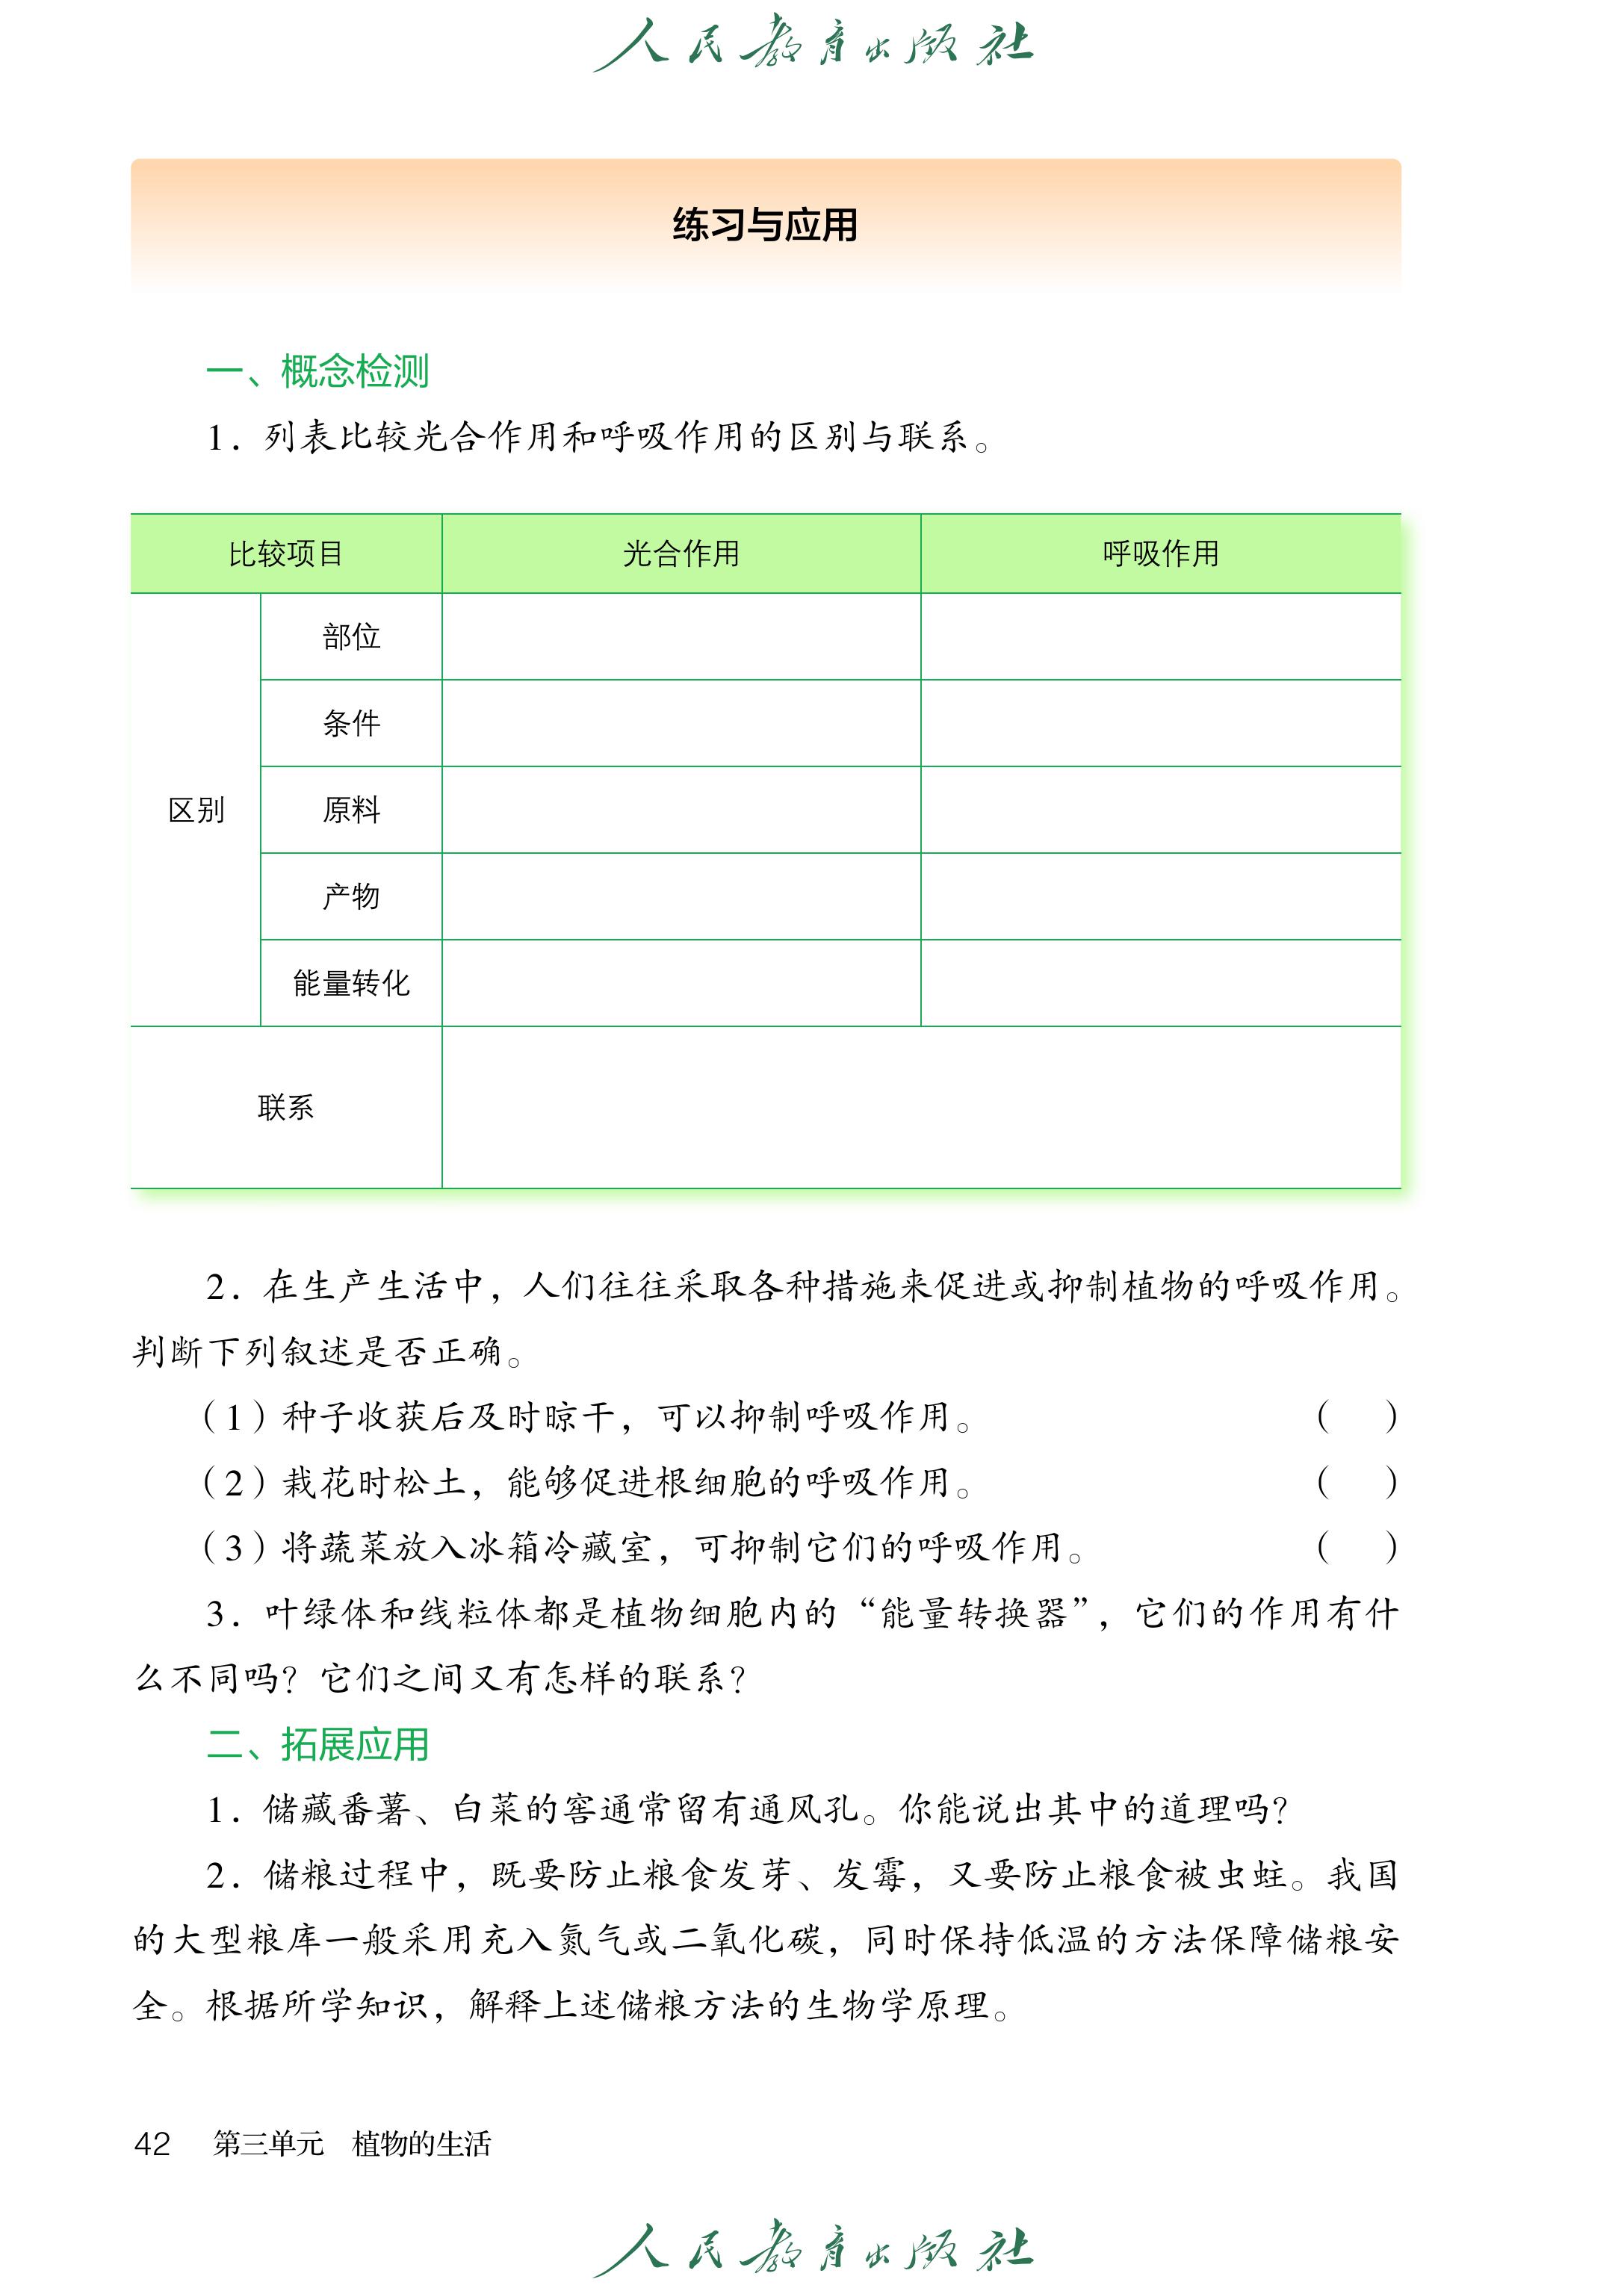 人民教育出版社
练习与应用
一、概念检测
1. 列表比较光合作用和呼吸作用的区别与联系。
比较项目 光合作用 呼吸作用
区别
部位
条件
原料
产物
能量转化
联系
2. 在生产生活中，人们往往采取各种措施来促进或抑制植物的呼吸作用。
判断下列叙述是否正确。
（1）种子收获后及时晾干，可以抑制呼吸作用。 （ ）
（2）栽花时松土，能够促进根细胞的呼吸作用。 （ ）
（3）将蔬菜放入冰箱冷藏室，可抑制它们的呼吸作用。 （ ）
3. 叶绿体和线粒体都是植物细胞内的“能量转换器”，它们的作用有什
么不同吗？它们之间又有怎样的联系？
二、拓展应用
1. 储藏番薯、白菜的窖通常留有通风孔。你能说出其中的道理吗？
2. 储粮过程中，既要防止粮食发芽、发霉，又要防止粮食被虫蛀。我国
的大型粮库一般采用充入氮气或二氧化碳，同时保持低温的方法保障储粮安
全。根据所学知识，解释上述储粮方法的生物学原理。
42 第三单元 植物的生活
人民教育出版社